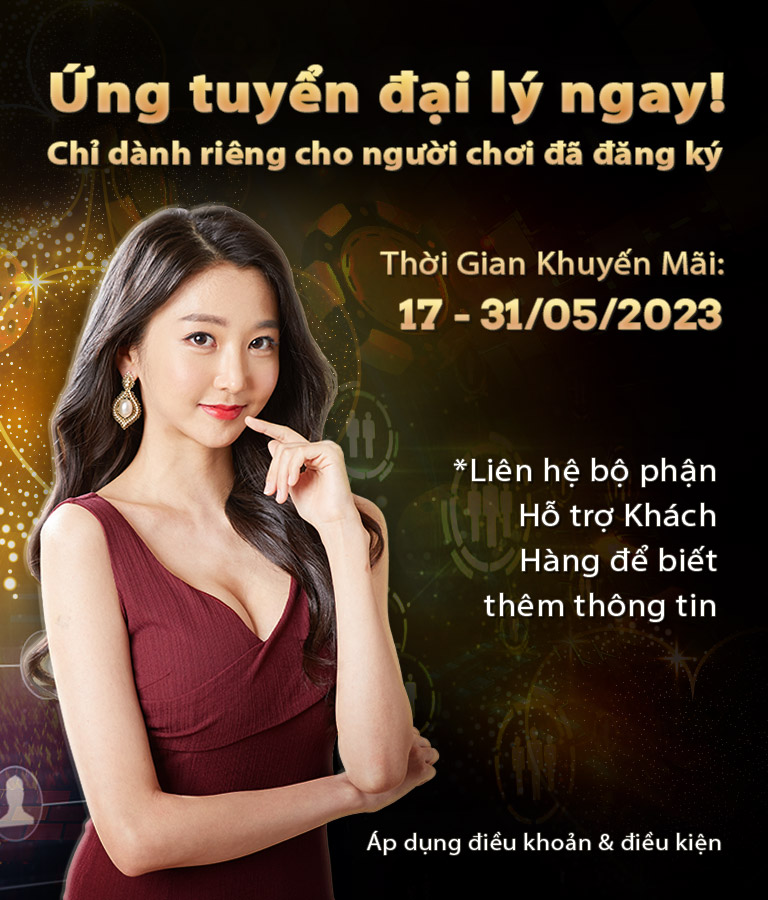 Ứng tuyển đại lý ngay!
Chỉ dành riêng cho người chơi đã đăng ký
Thời Gian Khuyến Mãi:
17 - 31/05/2023
*Liên hệ bộ phận
Hỗ trợ Khách
Hàng để biết
thêm thông tin
Áp dụng điều khoản & điều kiện